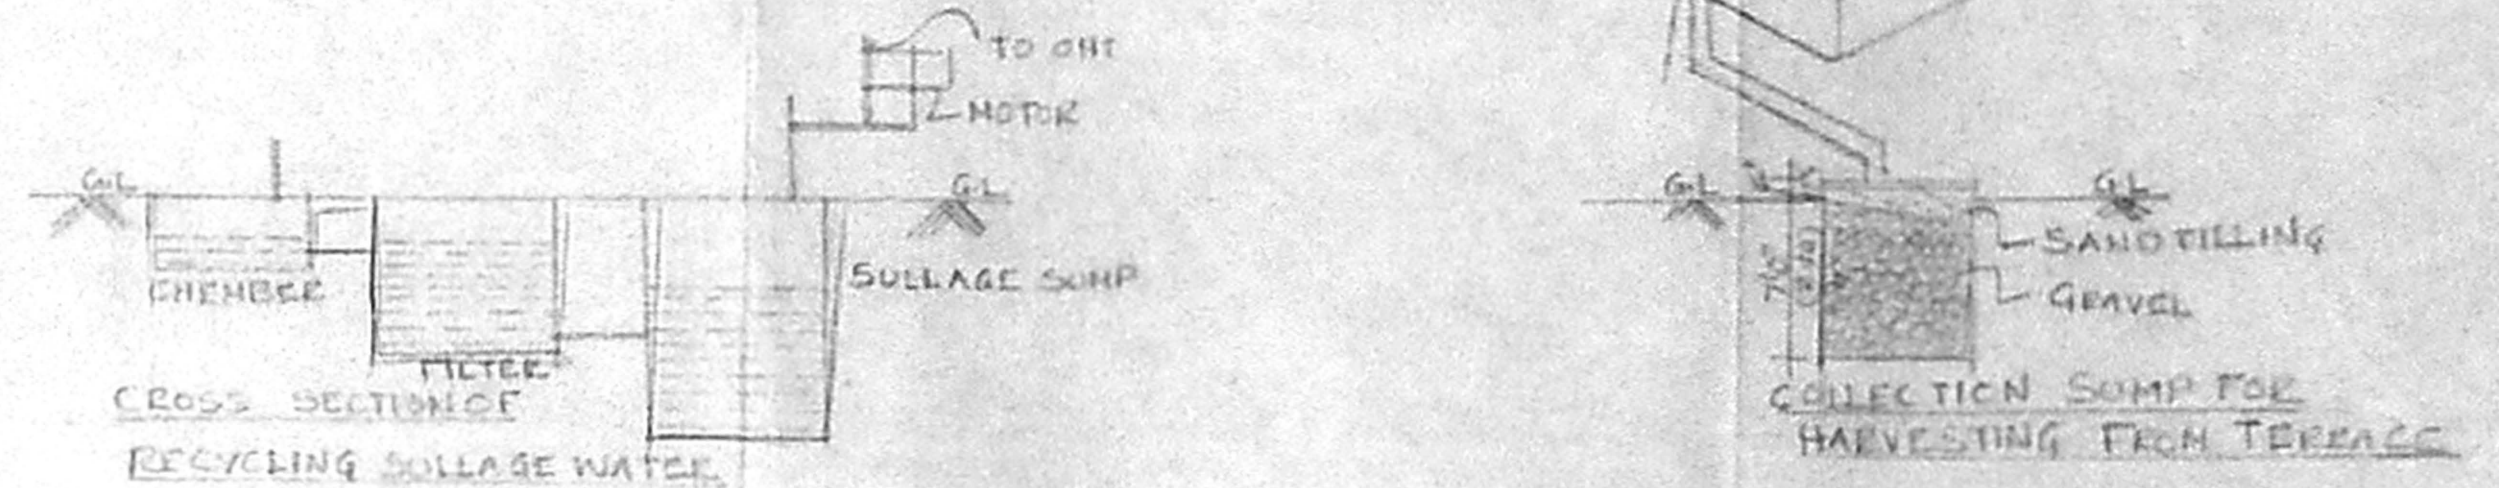 TO OHT
MOTOR
G.L
G.L
CHEMBER
FILTER
SULLAGE SUMP
CROSS SECTION OF
RECYCLING SULLAGE WATER
G.L
G.L
SAND FILLING
GRAVEL
COLLECTION SUMP FOR
HARVESTING FROM TERRACE